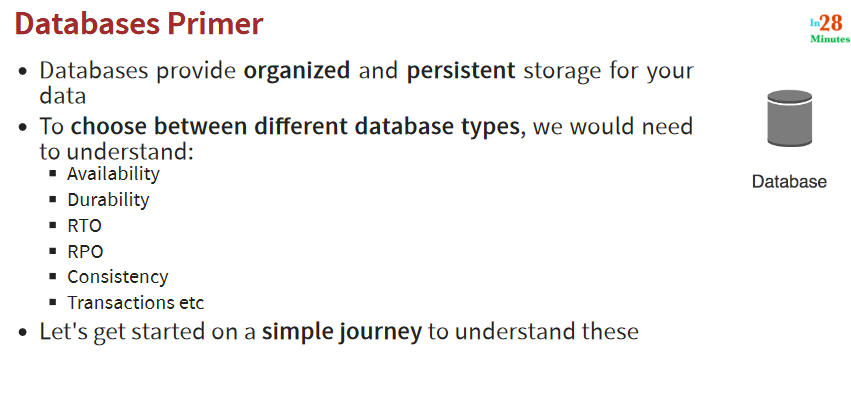 Databases Primer
In28
Minutes
• Databases provide organized and persistent storage for your
data
• To choose between different database types, we would need
to understand:
▪ Availability
▪ Durability
▪ RTO
▪ RPO
▪ Consistency
▪ Transactions etc
• Let's get started on a simple journey to understand these
Database